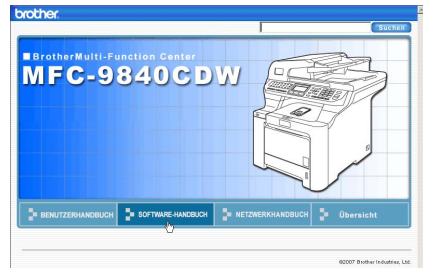 brother.
Suchen
BrotherMulti-Function Center
MFC-9840CDW
BENUTZERHANDBUCH SOFTWARE-HANDBUCH NETZWERKHANDBUCH Übersicht
©2007 Brother Industries, Ltd.